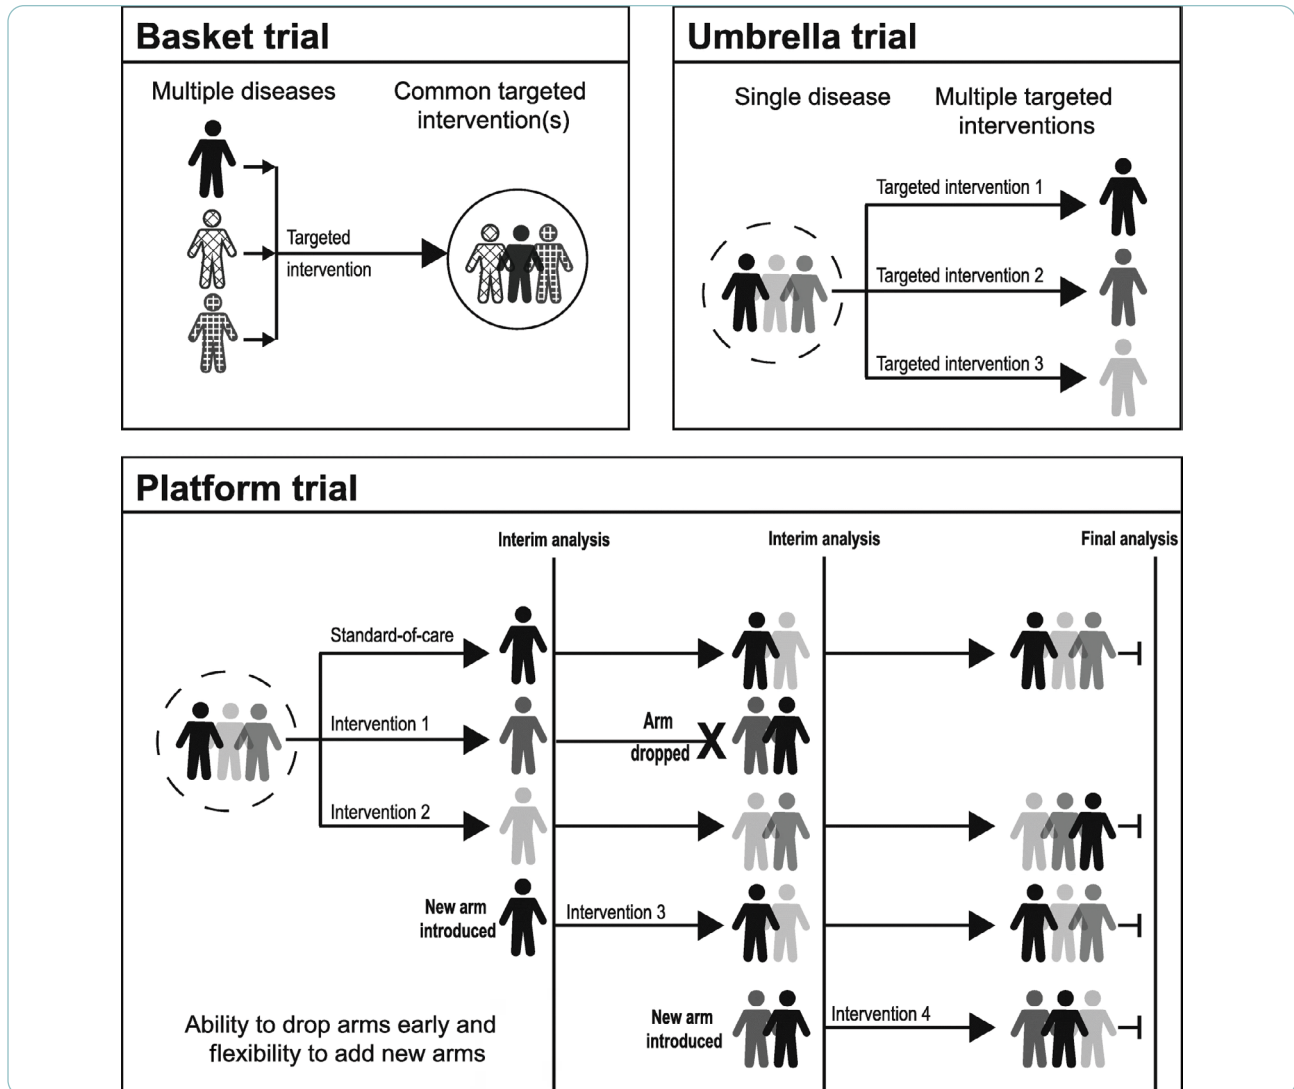 Basket trial
Multiple diseases
Common targeted
intervention(s)
Targeted
intervention
Umbrella trial
Single disease
Multiple targeted
interventions
Targeted intervention 1
Targeted intervention 2
Targeted intervention 3
Platform trial
Interim analysis
Interim analysis
Final analysis
Standard-of-care
Intervention 1
Arm
dropped
X
Intervention 2
New arm
introduced
Intervention 3
New arm
introduced
Intervention 4
Ability to drop arms early and
flexibility to add new arms